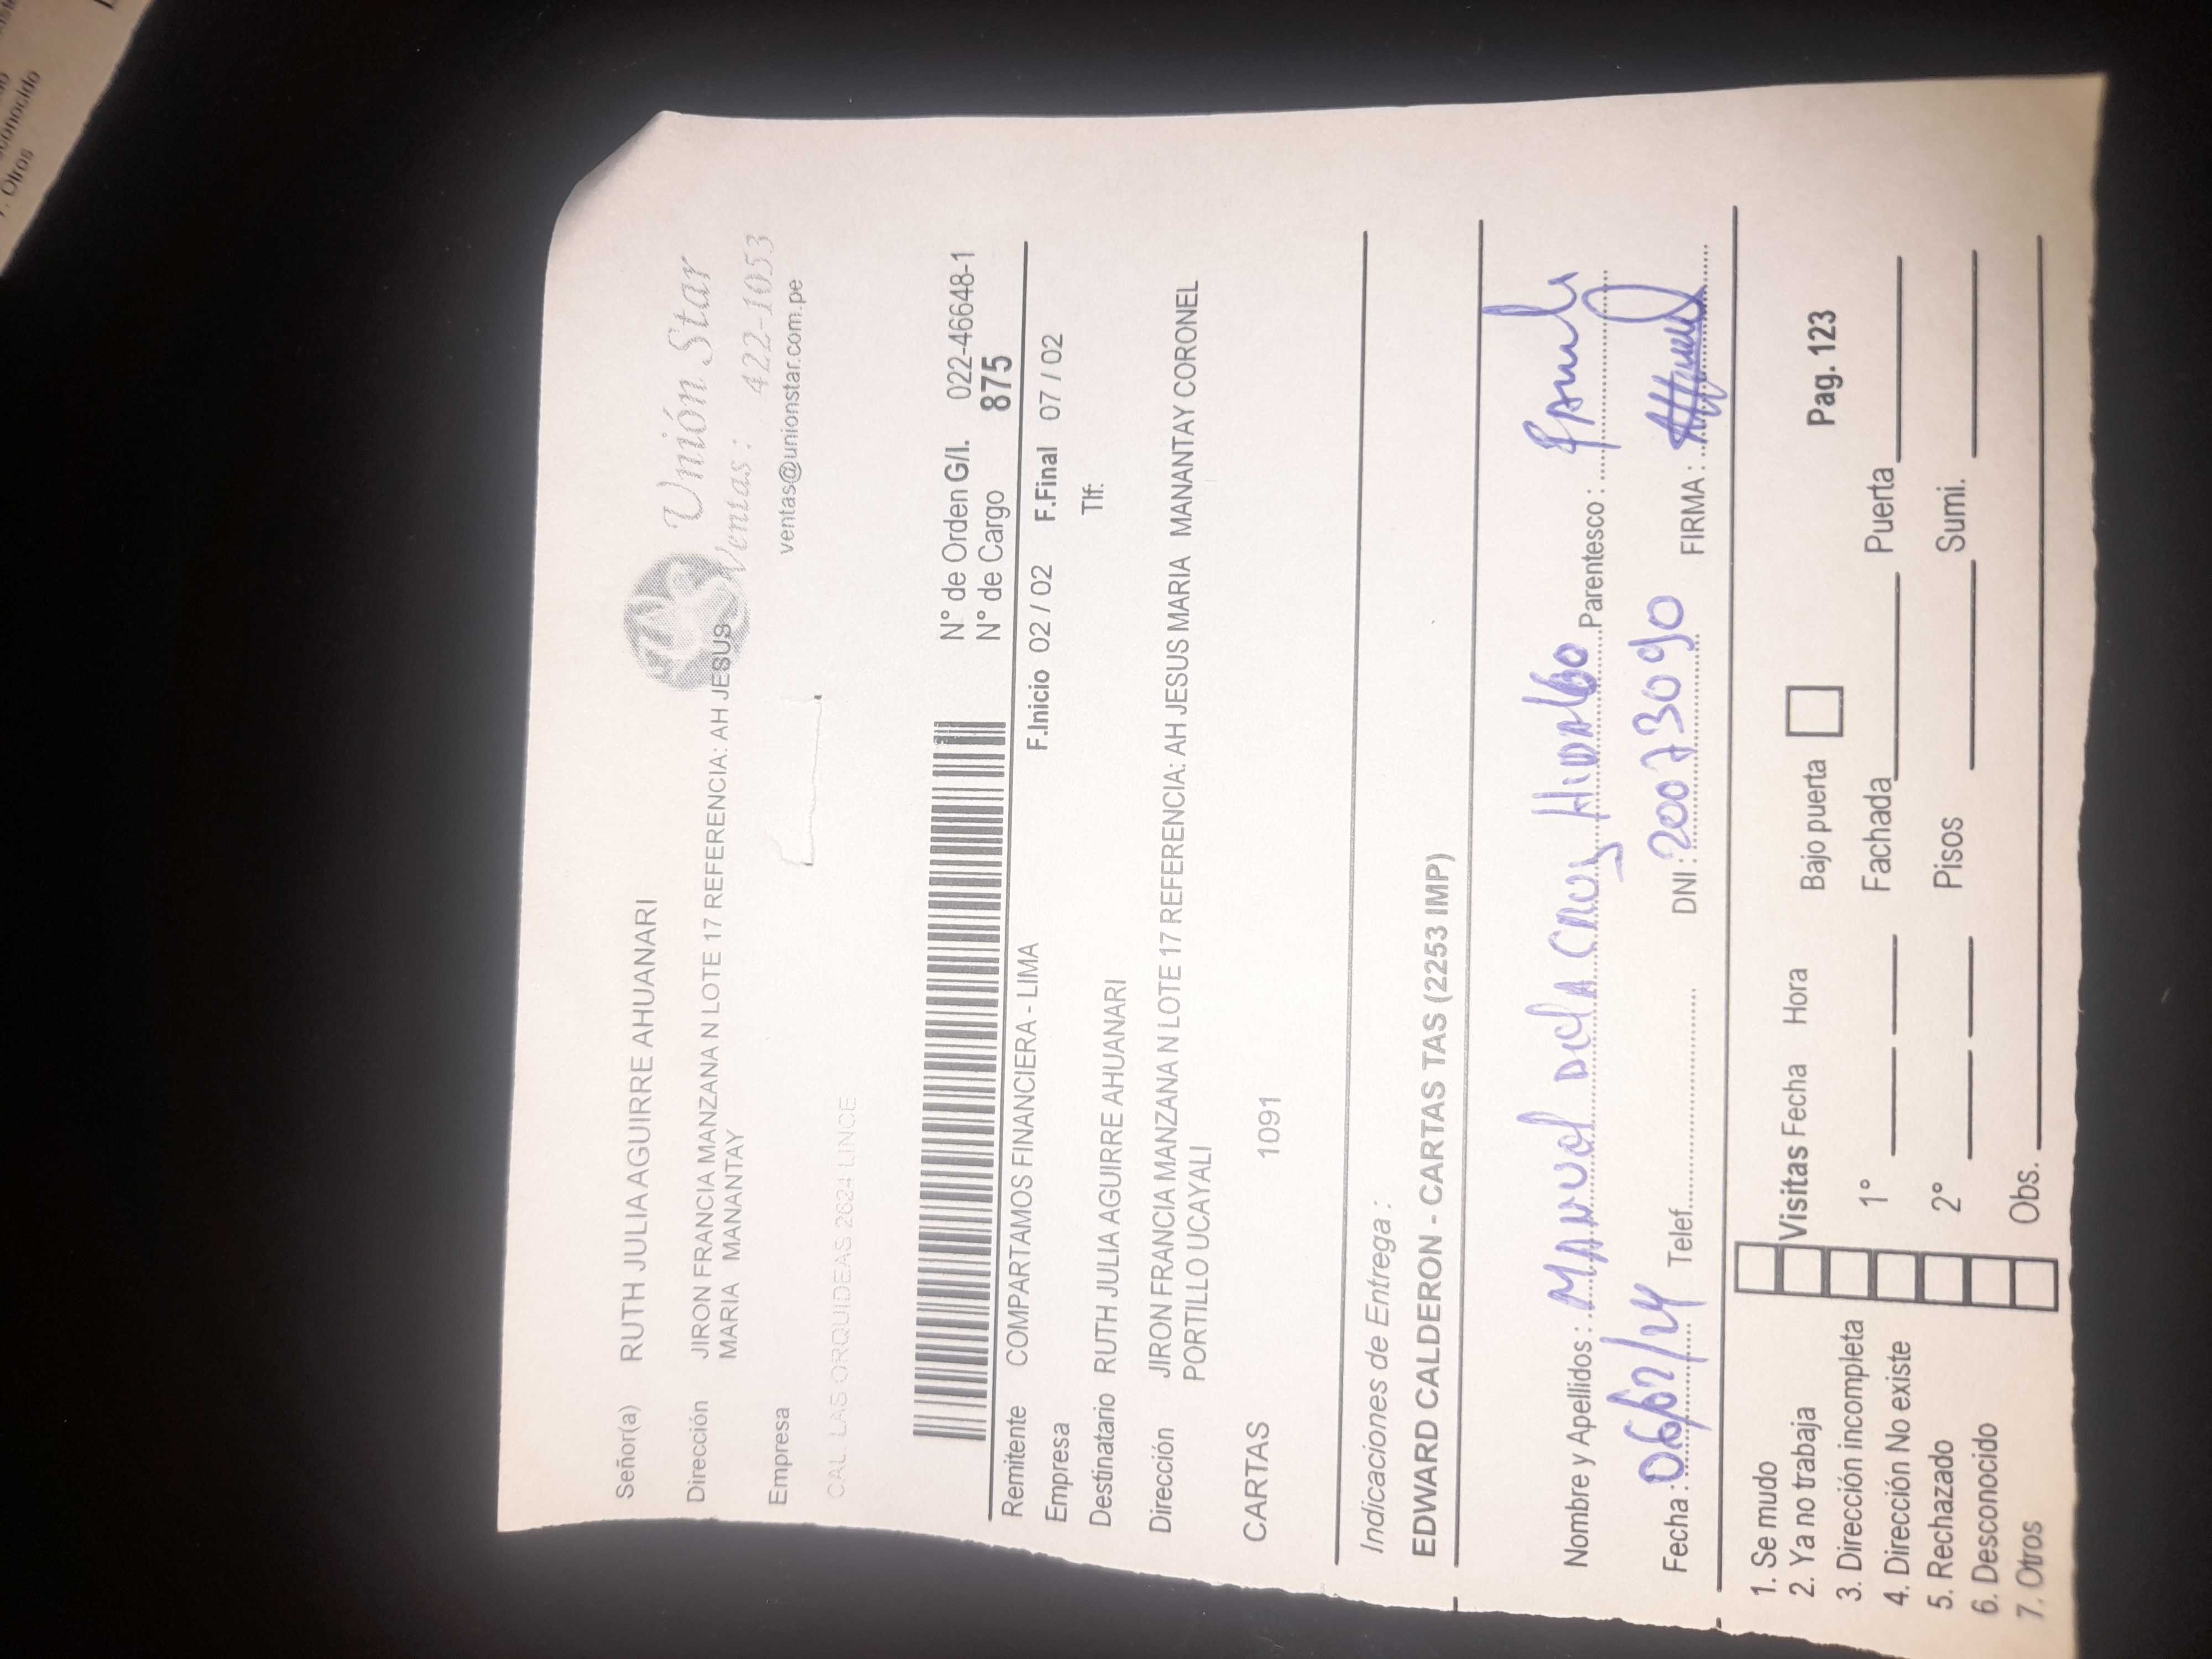 Señor(a) RUTH JULIA AGUIRRE AHUANARI
Unión Star
Dirección JIRON FRANCIA MANZANA N LOTE 17 REFERENCIA: AH JESUS
MARIA MANANTAY
Ventas : 422-1053
Empresa
ventas@unionstar.com.pe
CAL LAS ORQUIDEAS 2624 LINCE
N° de Orden G/I. 022-46648-1
N° de Cargo 875
Remitente COMPARTAMOS FINANCIERA - LIMA
F.Inicio 02 / 02 F.Final 07 / 02
Empresa
Tlf:
Destinatario RUTH JULIA AGUIRRE AHUANARI
Dirección JIRON FRANCIA MANZANA N LOTE 17 REFERENCIA: AH JESUS MARIA MANANTAY CORONEL
PORTILLO UCAYALI
CARTAS 1091
Indicaciones de Entrega :
EDWARD CALDERON - CARTAS TAS (2253 IMP)
Nombre y Apellidos : MANUEL DE LA CRUZ HIDALGO Parentesco :
Fecha : 06/02/24 Telef. DNI : 20073090 FIRMA :
1. Se mudo
2. Ya no trabaja
3. Dirección incompleta
4. Dirección No existe
5. Rechazado
6. Desconocido
7. Otros
Visitas Fecha Hora Bajo puerta Pag. 123
1° Fachada Puerta
2° Pisos Sumi.
Obs.
7. Otros